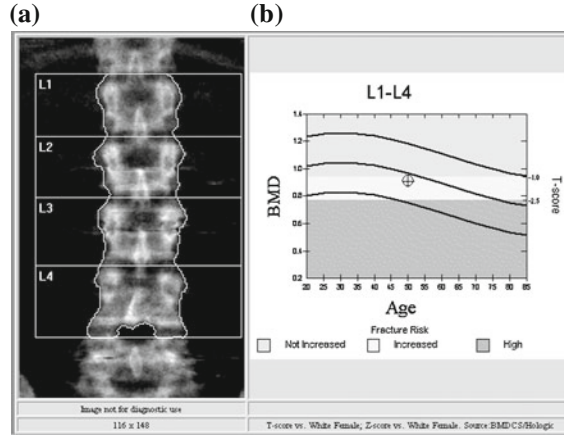 (a)
(b)
L1
L2
L3
L4
Image not for diagnostic use
116 x 148
L1-L4
BMD
1.6
1.4
1.2
1.0
0.8
0.6
0.4
0.2
-1.0
-2.5
T-score
20 25 30 35 40 45 50 55 60 65 70 75 80 85
Age
Fracture Risk
Not Increased Increased High
T-score vs. White Female; Z-score vs. White Female. Source:BMDCS/Hologic